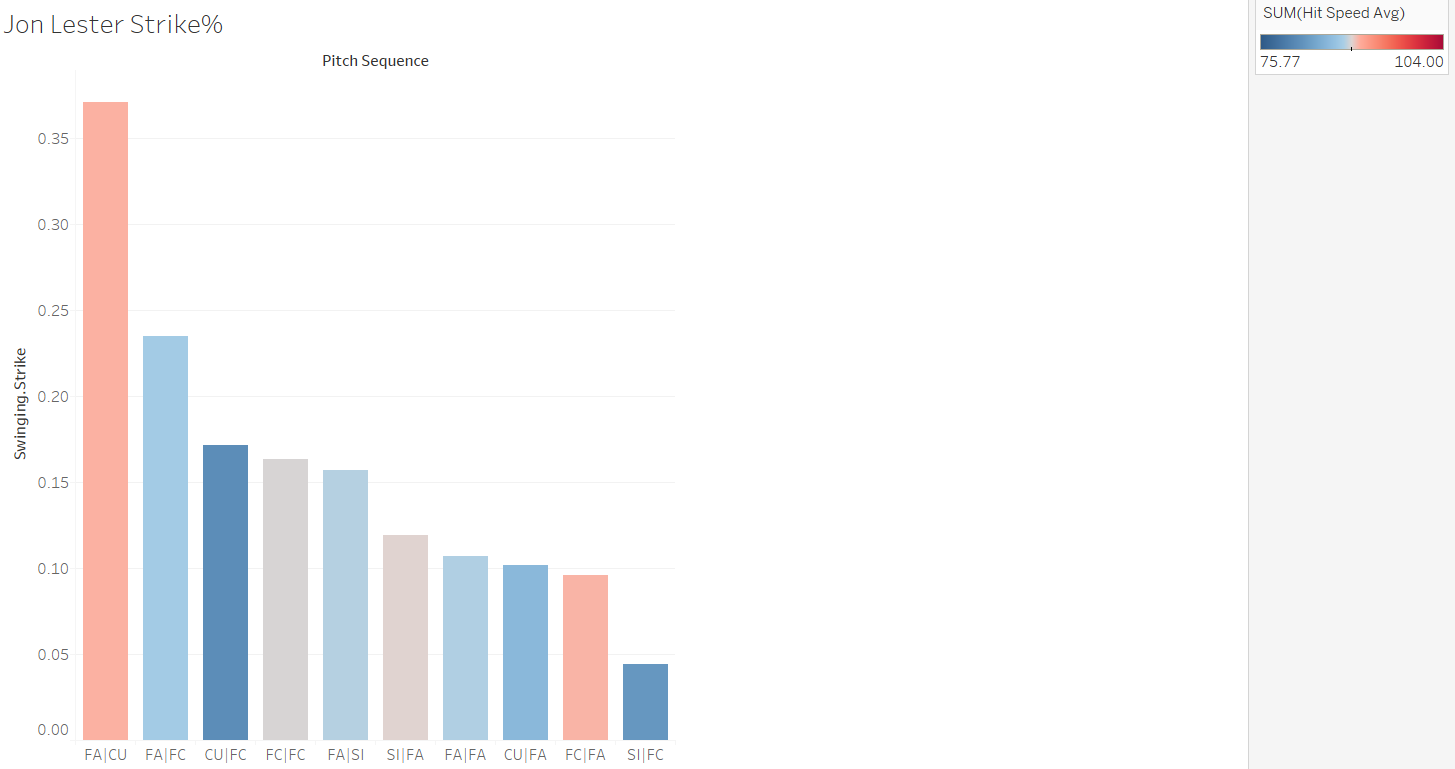 Jon Lester Strike%
Pitch Sequence
Swinging.Strike
0.35
0.30
0.25
0.20
0.15
0.10
0.05
0.00
FA|CU FA|FC CU|FC FC|FC FA|SI SI|FA FA|FA CU|FA FC|FA SI|FC
SUM(Hit Speed Avg)
75.77 104.00